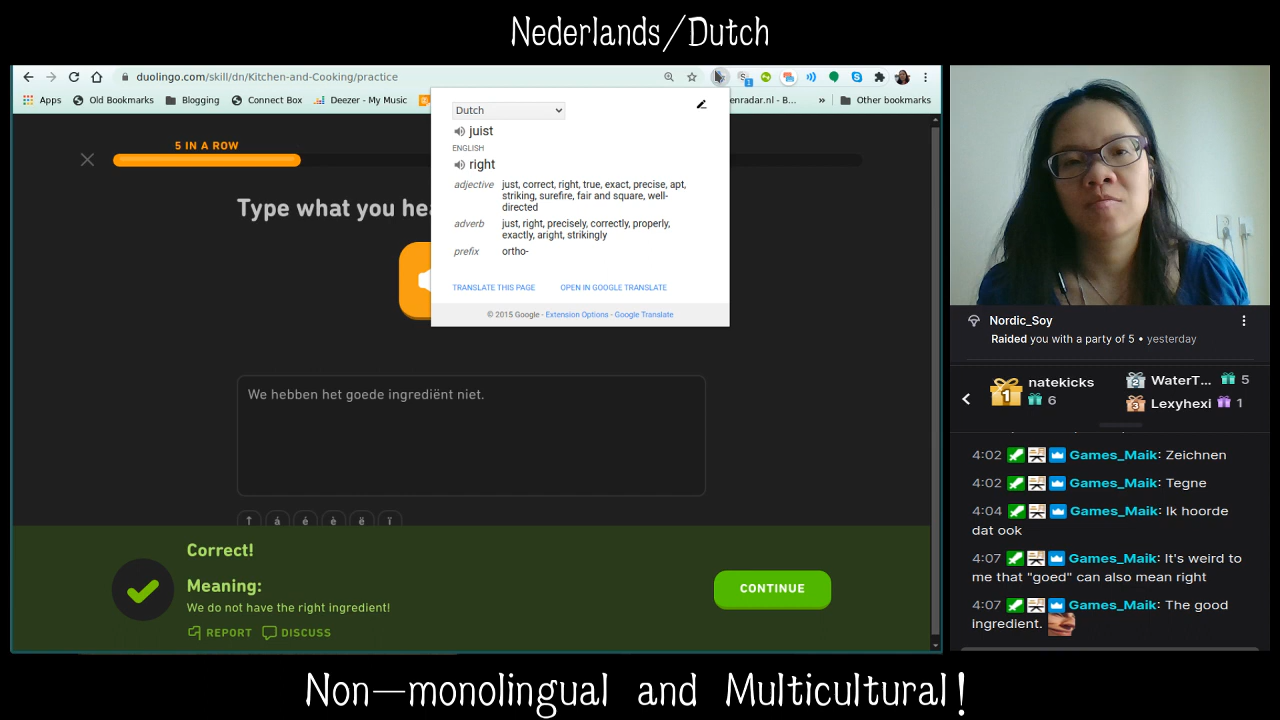 Nederlands/Dutch
duolingo.com/skill/dn/Kitchen-and-Cooking/practice
Apps
Old Bookmarks
Blogging
Connect Box
Deezer - My Music
enradar.nl - B...
»
Other bookmarks
5 IN A ROW
Type what you hea
Dutch
juist
ENGLISH
right
adjective just, correct, right, true, exact, precise, apt,
striking, surefire, fair and square, well-
directed
adverb just, right, precisely, correctly, properly,
exactly, aright, strikingly
prefix ortho-
TRANSLATE THIS PAGE OPEN IN GOOGLE TRANSLATE
© 2015 Google - Extension Options - Google Translate
We hebben het goede ingrediënt niet.
↑ á é è ë ï
Correct!
Meaning:
We do not have the right ingredient!
REPORT DISCUSS
CONTINUE
Nordic_Soy
Raided you with a party of 5 • yesterday
1 natekicks
6
2 WaterT... 5
3 Lexyhexi 1
4:02 Games_Maik: Zeichnen
4:02 Games_Maik: Tegne
4:04 Games_Maik: Ik hoorde
dat ook
4:07 Games_Maik: It's weird to
me that "goed" can also mean right
4:07 Games_Maik: The good
ingredient.
Non-monolingual and Multicultural!